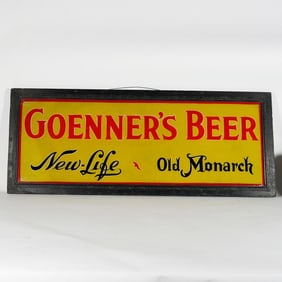 GOENNER'S BEER
New-Life Old Monarch